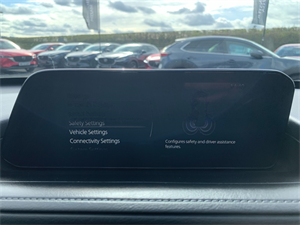 Safety Settings
Vehicle Settings
Connectivity Settings
Configures safety and driver assistance
features.